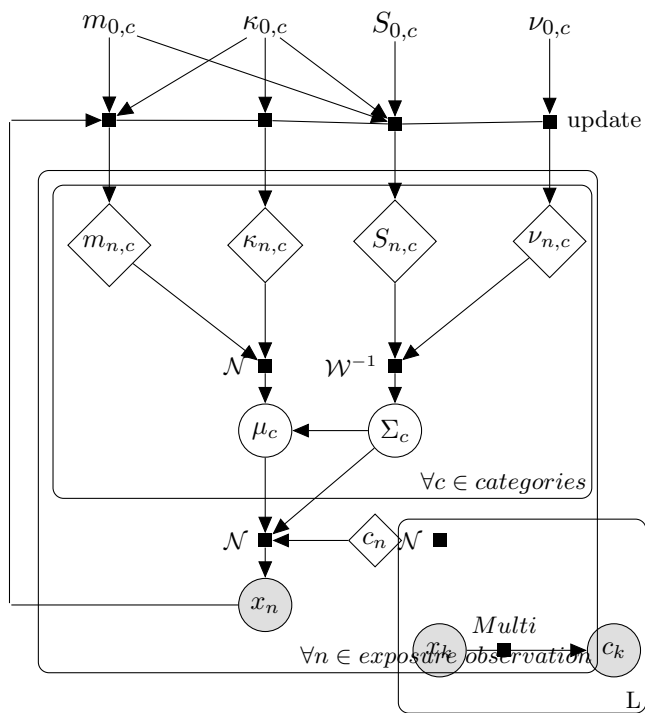 m₀,c κ₀,c S₀,c ν₀,c
update
mₙ,c κₙ,c Sₙ,c νₙ,c
𝒩 𝒲⁻¹
μc Σc
∀c ∈ categories
𝒩 cₙ 𝒩
xₙ
Multi
xₖ cₖ
∀n ∈ exposure observation
L